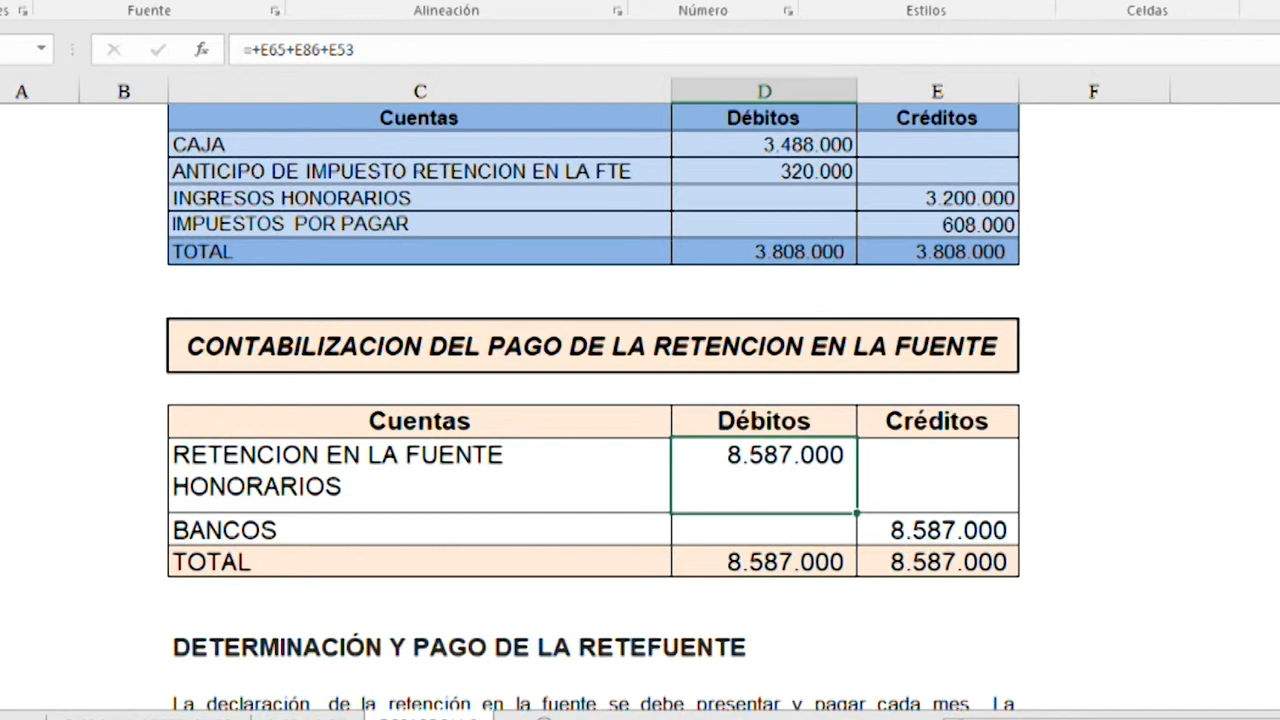 Fuente Alineación Número Estilos Celdas
fx =+E65+E86+E53
A B C D E F
Cuentas Débitos Créditos
CAJA 3.488.000
ANTICIPO DE IMPUESTO RETENCION EN LA FTE 320.000
INGRESOS HONORARIOS 3.200.000
IMPUESTOS POR PAGAR 608.000
TOTAL 3.808.000 3.808.000
CONTABILIZACION DEL PAGO DE LA RETENCION EN LA FUENTE
Cuentas Débitos Créditos
RETENCION EN LA FUENTE 8.587.000
HONORARIOS
BANCOS 8.587.000
TOTAL 8.587.000 8.587.000
DETERMINACIÓN Y PAGO DE LA RETEFUENTE
La declaración de la retención en la fuente se debe presentar y pagar cada mes La